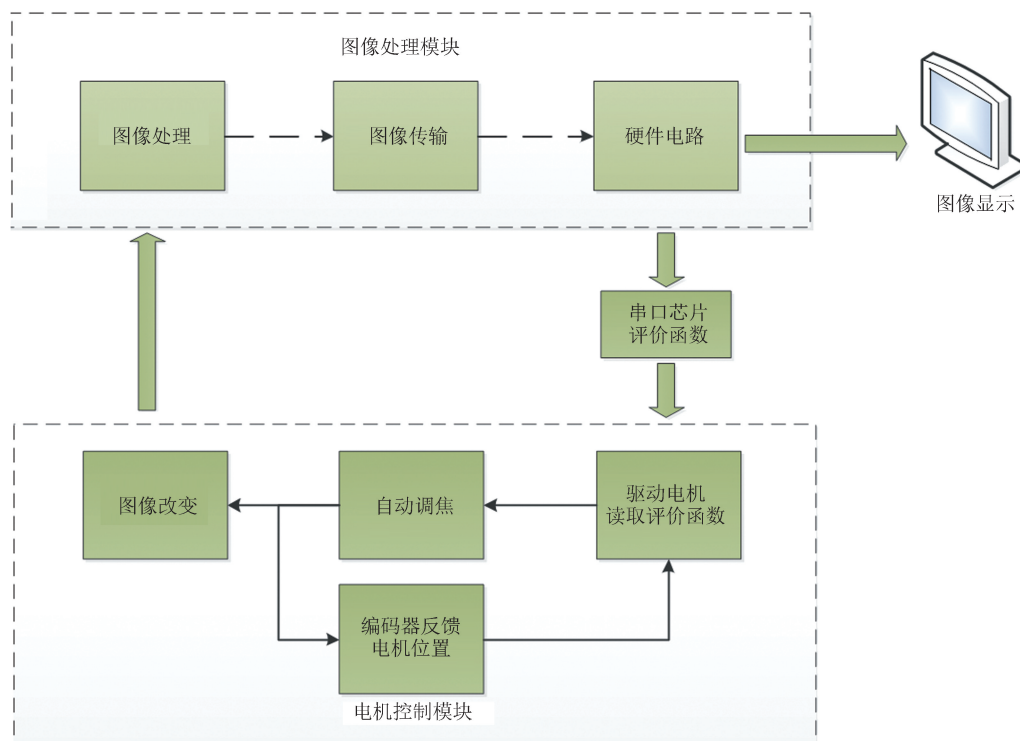 图像处理模块
图像处理
图像传输
硬件电路
图像显示
串口芯片
评价函数
图像改变
自动调焦
驱动电机
读取评价函数
编码器反馈
电机位置
电机控制模块